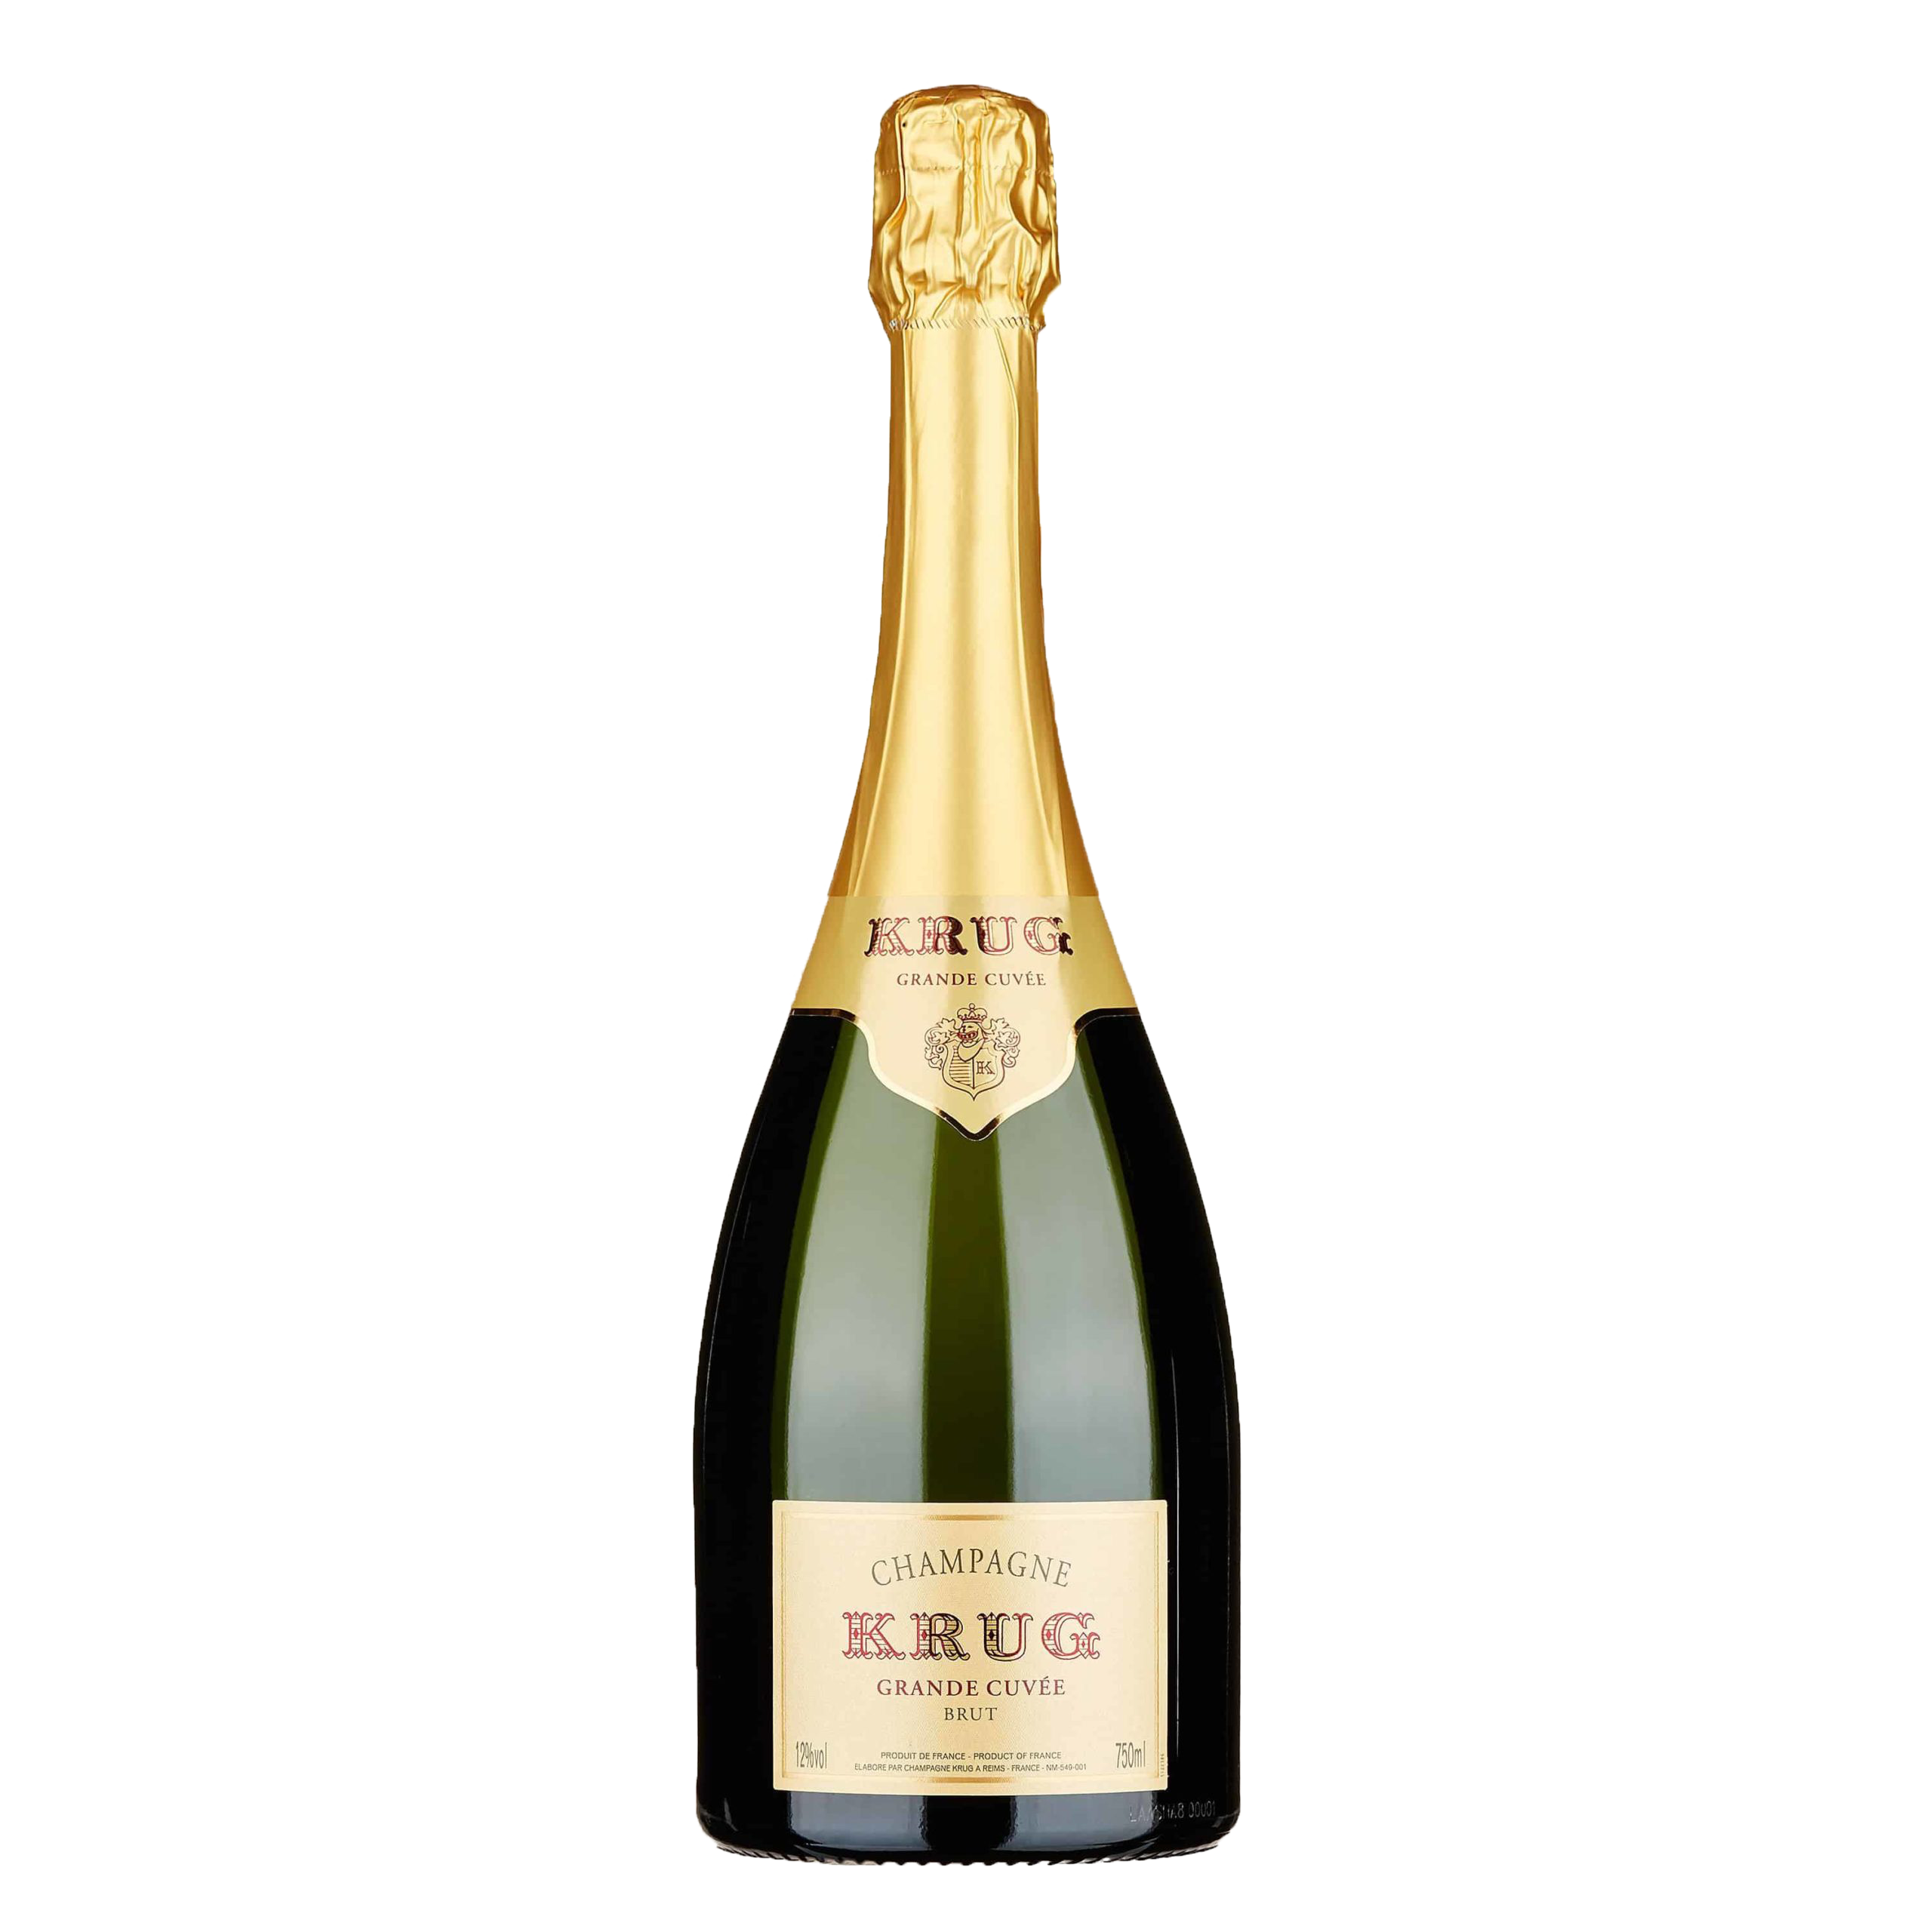 KRUG
GRANDE CUVÉE
K
CHAMPAGNE
KRUG
GRANDE CUVÉE
BRUT
12%vol
PRODUIT DE FRANCE - PRODUCT OF FRANCE
750ml
ELABORE PAR CHAMPAGNE KRUG A REIMS - FRANCE - NM-549-001